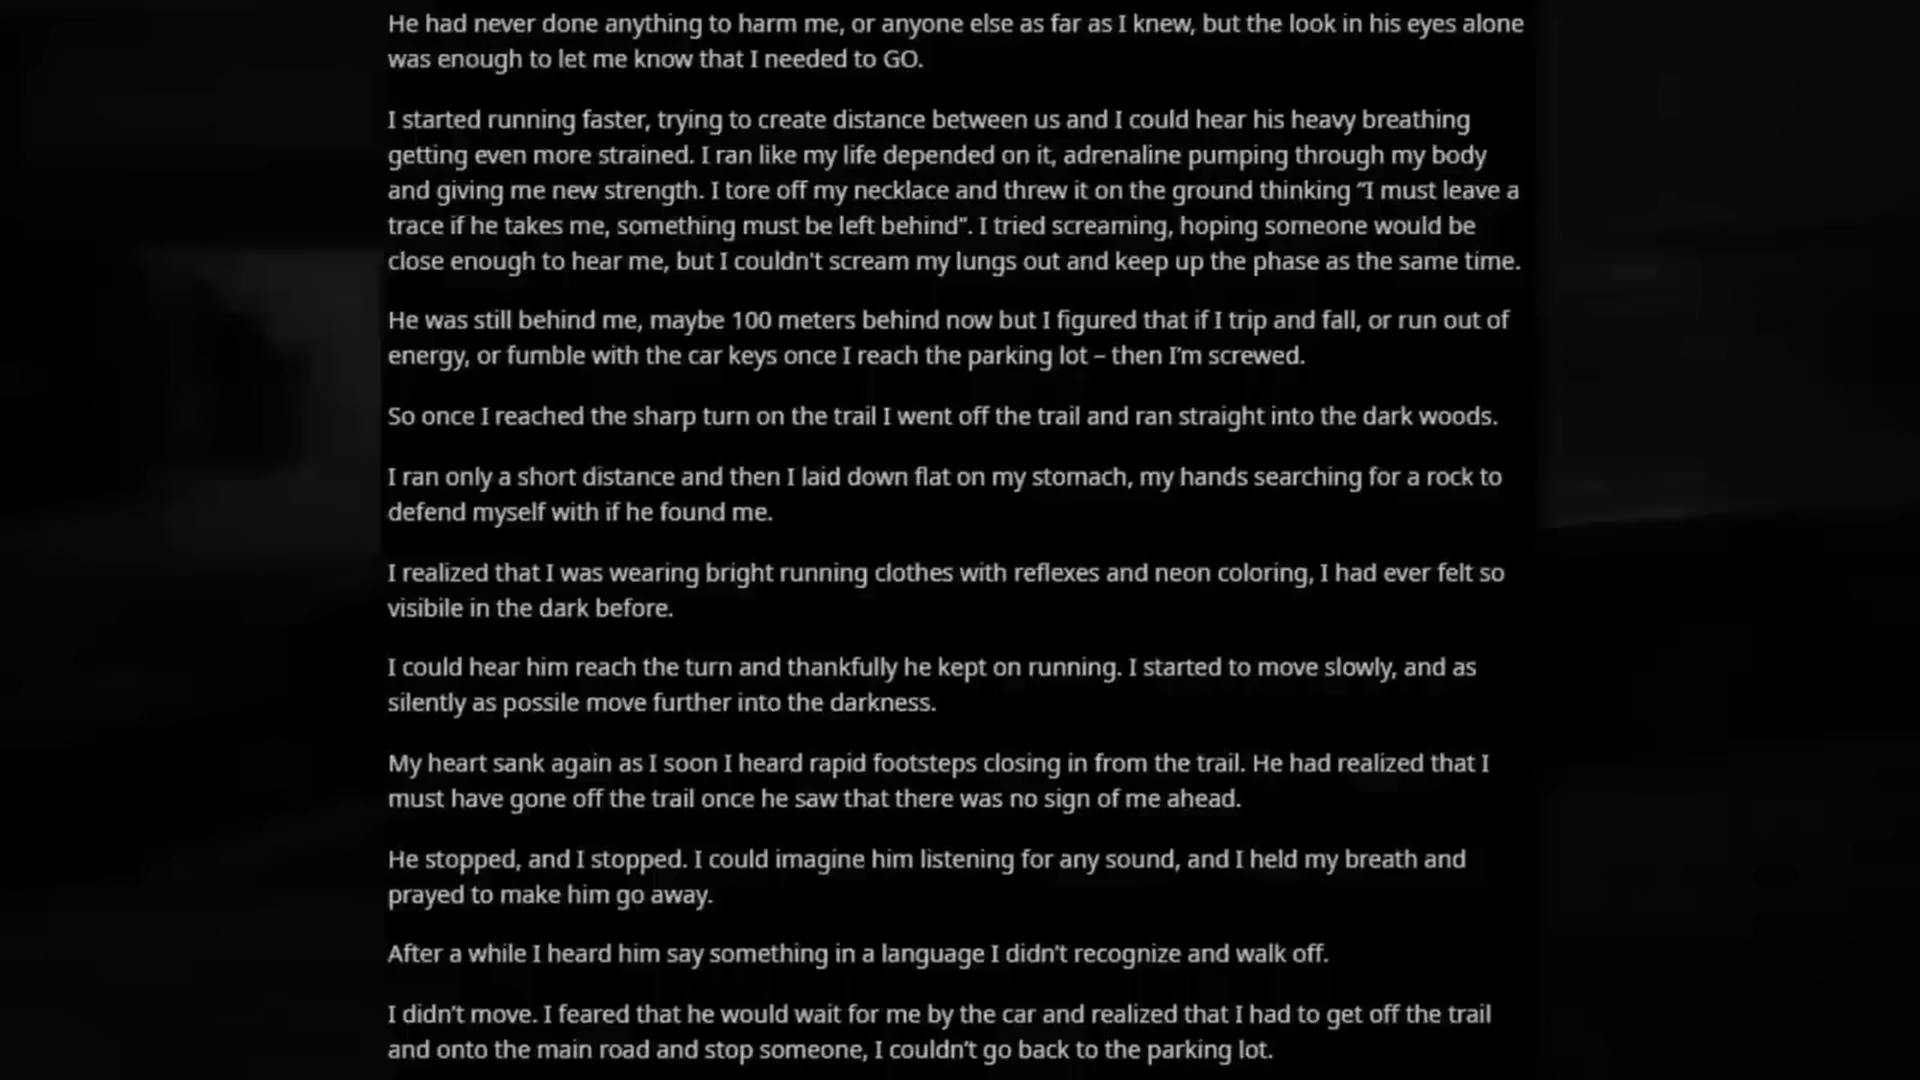 He had never done anything to harm me, or anyone else as far as I knew, but the look in his eyes alone
was enough to let me know that I needed to GO.
I started running faster, trying to create distance between us and I could hear his heavy breathing
getting even more strained. I ran like my life depended on it, adrenaline pumping through my body
and giving me new strength. I tore off my necklace and threw it on the ground thinking “I must leave a
trace if he takes me, something must be left behind”. I tried screaming, hoping someone would be
close enough to hear me, but I couldn't scream my lungs out and keep up the phase as the same time.
He was still behind me, maybe 100 meters behind now but I figured that if I trip and fall, or run out of
energy, or fumble with the car keys once I reach the parking lot – then I’m screwed.
So once I reached the sharp turn on the trail I went off the trail and ran straight into the dark woods.
I ran only a short distance and then I laid down flat on my stomach, my hands searching for a rock to
defend myself with if he found me.
I realized that I was wearing bright running clothes with reflexes and neon coloring, I had ever felt so
visibile in the dark before.
I could hear him reach the turn and thankfully he kept on running. I started to move slowly, and as
silently as possile move further into the darkness.
My heart sank again as I soon I heard rapid footsteps closing in from the trail. He had realized that I
must have gone off the trail once he saw that there was no sign of me ahead.
He stopped, and I stopped. I could imagine him listening for any sound, and I held my breath and
prayed to make him go away.
After a while I heard him say something in a language I didn’t recognize and walk off.
I didn’t move. I feared that he would wait for me by the car and realized that I had to get off the trail
and onto the main road and stop someone, I couldn’t go back to the parking lot.